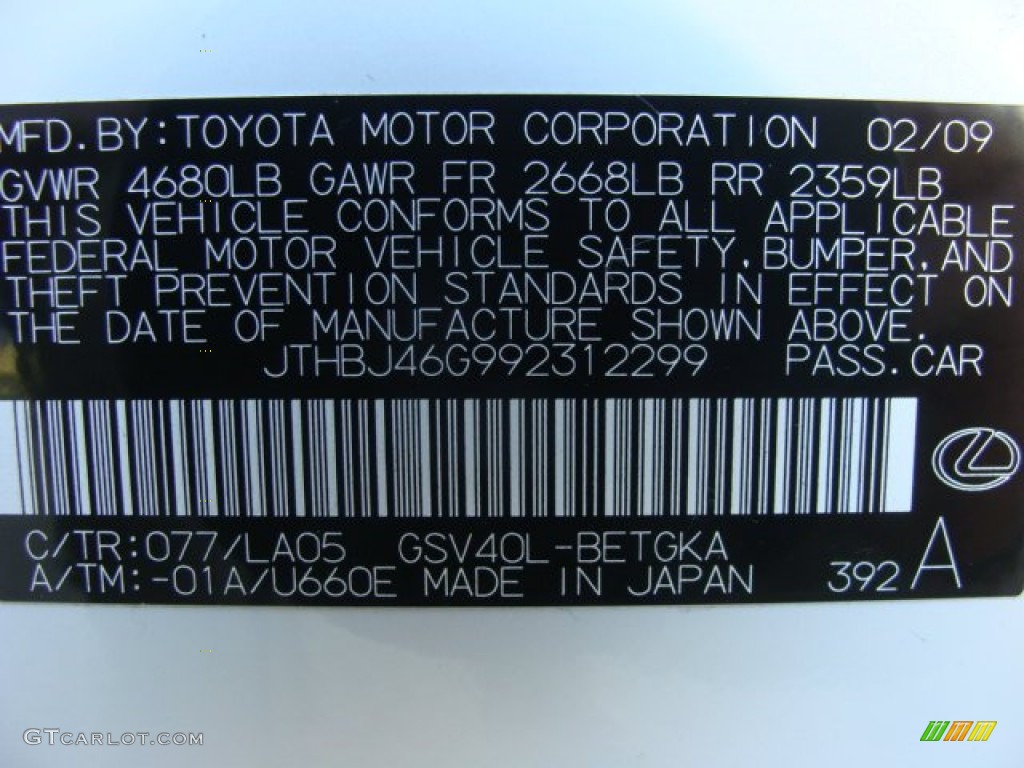 MFD. BY: TOYOTA MOTOR CORPORATION 02/09
GVWR 4680LB GAWR FR 2668LB RR 2359LB
THIS VEHICLE CONFORMS TO ALL APPLICABLE
FEDERAL MOTOR VEHICLE SAFETY, BUMPER, AND
THEFT PREVENTION STANDARDS IN EFFECT ON
THE DATE OF MANUFACTURE SHOWN ABOVE.
JTHBJ46G992312299 PASS. CAR
C/TR:077/LA05 GSV40L-BETGKA
A/TM:-01A/U660E MADE IN JAPAN 392 A
GTCARLOT.COM